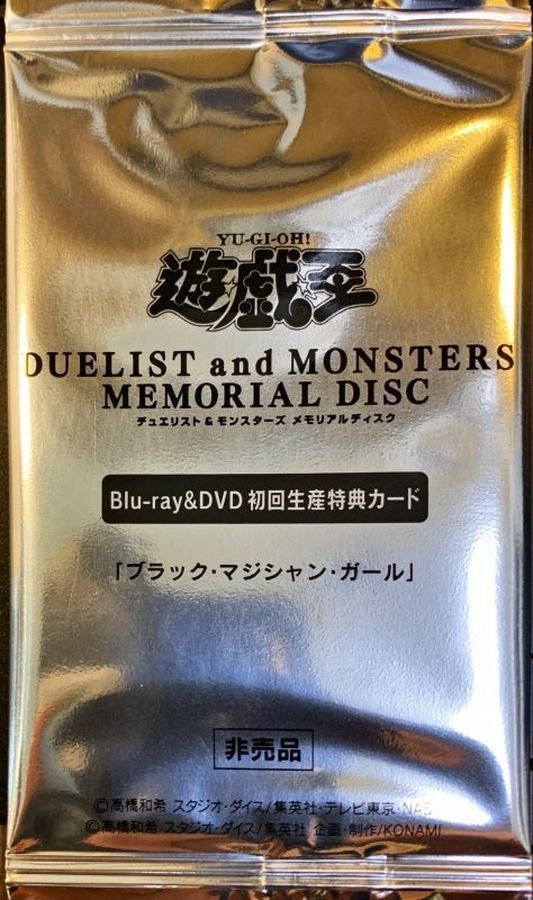 YU-GI-OH!
遊戯王
DUELIST and MONSTERS
MEMORIAL DISC
デュエリスト&モンスターズ メモリアルディスク
Blu-ray&DVD 初回生産特典カード
「ブラック・マジシャン・ガール」
非売品
©高橋和希 スタジオ・ダイス/集英社・テレビ東京・NAS
©高橋和希 スタジオ・ダイス/集英社 企画・制作/KONAMI